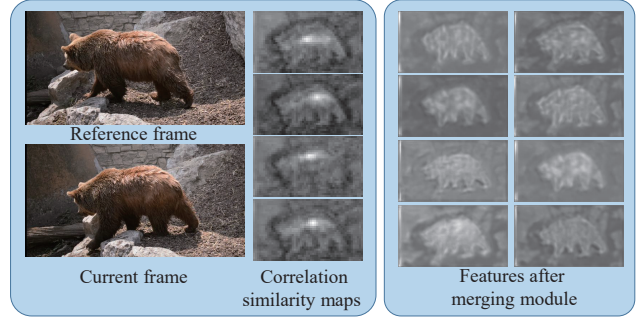 Reference frame
Current frame
Correlation
similarity maps
Features after
merging module